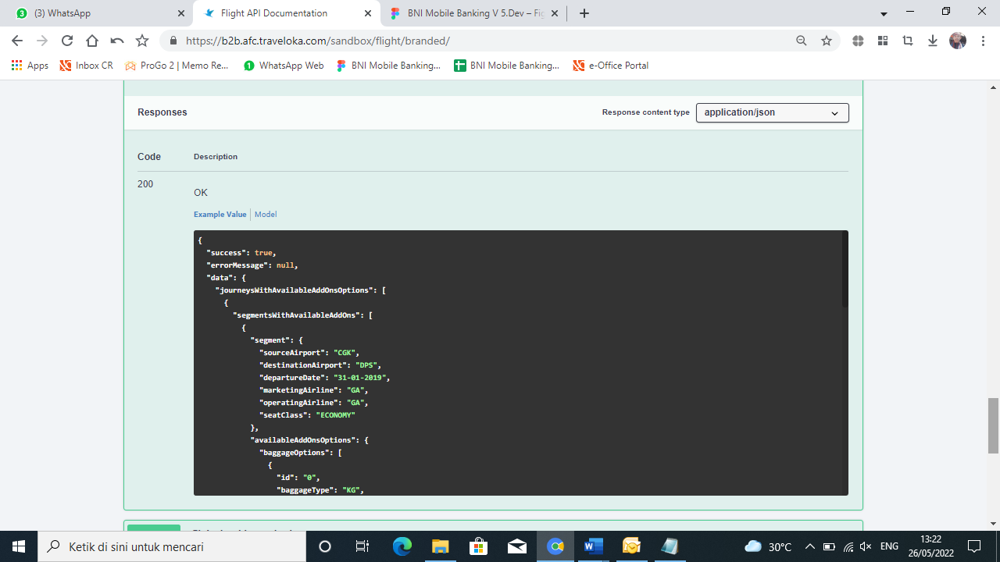 (3) WhatsApp
Flight API Documentation
BNI Mobile Banking V 5.Dev – Fig
https://b2b.afc.traveloka.com/sandbox/flight/branded/
Apps
Inbox CR
ProGo 2 | Memo Re...
WhatsApp Web
BNI Mobile Banking...
BNI Mobile Banking...
e-Office Portal
Responses
Response content type
application/json
Code
Description
200
OK
Example Value
Model
{
"success": true,
"errorMessage": null,
"data": {
"journeysWithAvailableAddOnsOptions": [
{
"segmentsWithAvailableAddOns": [
{
"segment": {
"sourceAirport": "CGK",
"destinationAirport": "DPS",
"departureDate": "31-01-2019",
"marketingAirline": "GA",
"operatingAirline": "GA",
"seatClass": "ECONOMY"
},
"availableAddOnsOptions": {
"baggageOptions": [
{
"id": "0",
"baggageType": "KG",
Ketik di sini untuk mencari
30°C
ENG
13:22
26/05/2022